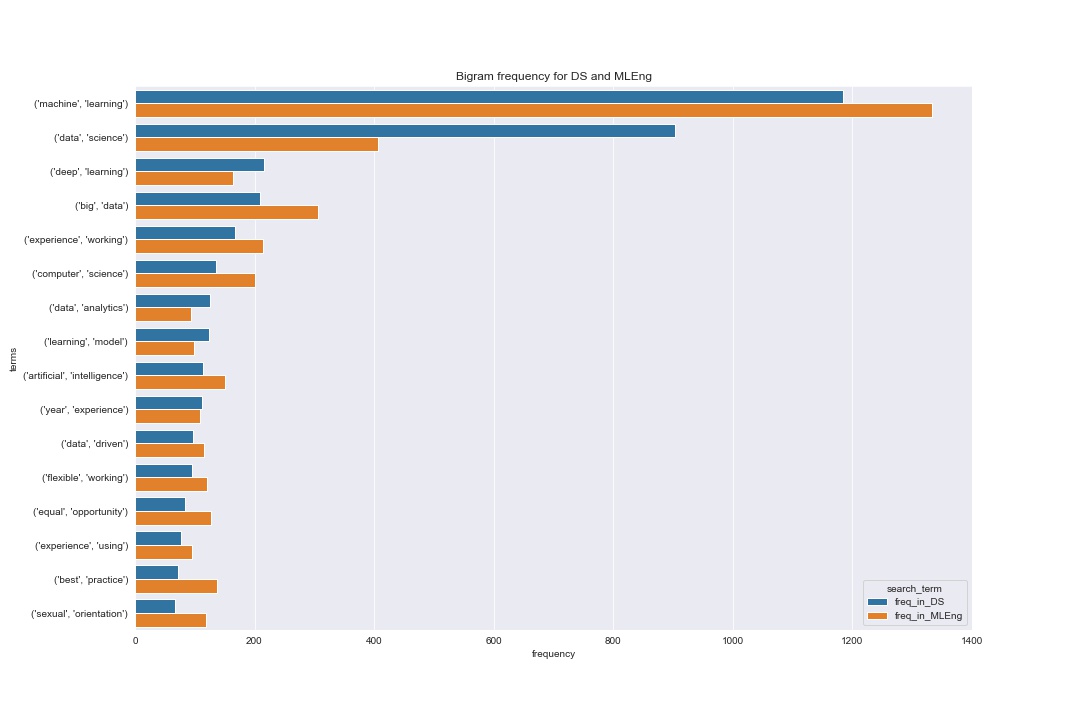 Bigram frequency for DS and MLEng
('machine', 'learning')
('data', 'science')
('deep', 'learning')
('big', 'data')
('experience', 'working')
('computer', 'science')
('data', 'analytics')
('learning', 'model')
('artificial', 'intelligence')
('year', 'experience')
('data', 'driven')
('flexible', 'working')
('equal', 'opportunity')
('experience', 'using')
('best', 'practice')
('sexual', 'orientation')
terms
search_term
freq_in_DS
freq_in_MLEng
0 200 400 600 800 1000 1200 1400
frequency